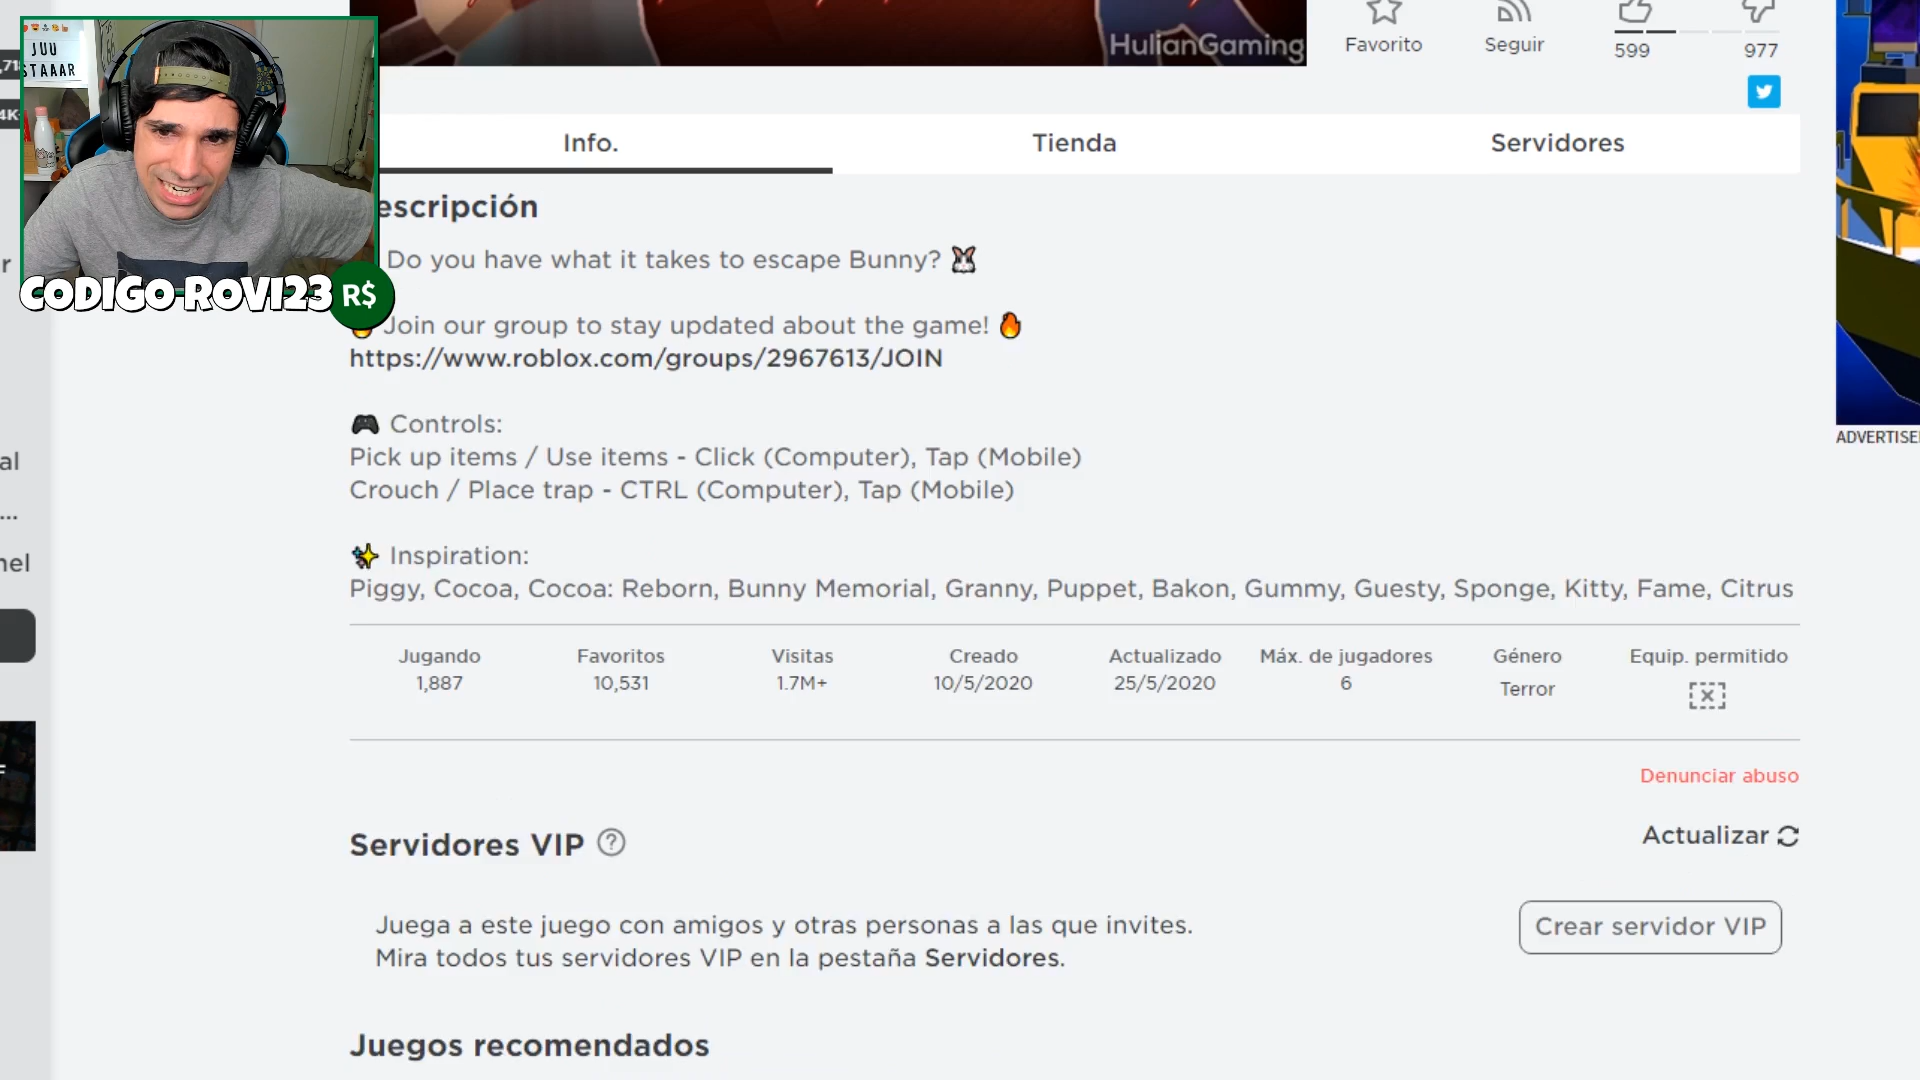 HulianGaming
Favorito
Seguir
599
977
JUU
STAAAR
4K+
Info.
Tienda
Servidores
escripción
Do you have what it takes to escape Bunny? 🐰
CODIGO ROVI23 R$
Join our group to stay updated about the game! 🔥
https://www.roblox.com/groups/2967613/JOIN
🎮 Controls:
Pick up items / Use items - Click (Computer), Tap (Mobile)
Crouch / Place trap - CTRL (Computer), Tap (Mobile)
ADVERTISE
al
...
nel
✨ Inspiration:
Piggy, Cocoa, Cocoa: Reborn, Bunny Memorial, Granny, Puppet, Bakon, Gummy, Guesty, Sponge, Kitty, Fame, Citrus
Jugando Favoritos Visitas Creado Actualizado Máx. de jugadores Género Equip. permitido
1,887 10,531 1.7M+ 10/5/2020 25/5/2020 6 Terror
Denunciar abuso
Servidores VIP ?
Actualizar
Juega a este juego con amigos y otras personas a las que invites.
Mira todos tus servidores VIP en la pestaña Servidores.
Crear servidor VIP
Juegos recomendados